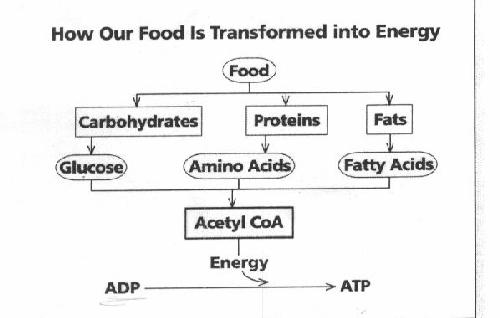 How Our Food Is Transformed into Energy
Food
Carbohydrates Proteins Fats
Glucose Amino Acids Fatty Acids
Acetyl CoA
Energy
ADP ATP